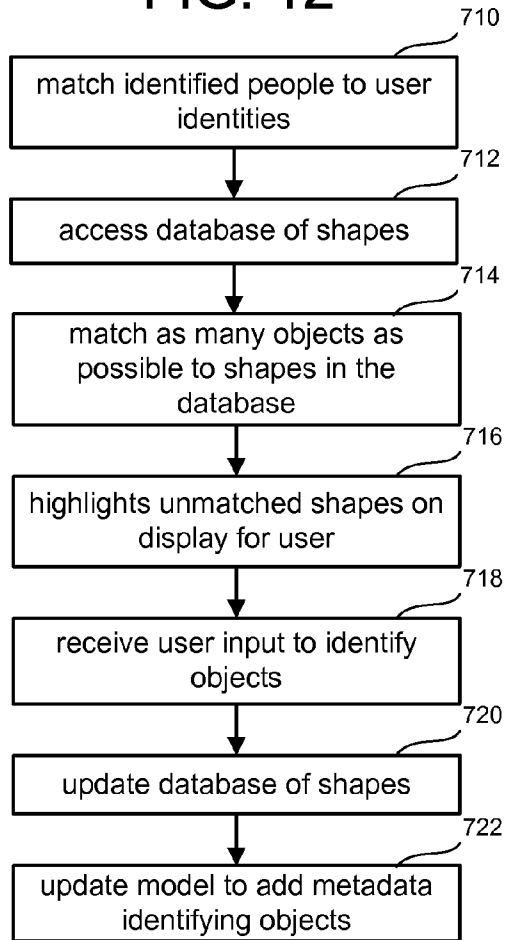 FIG. 12
710
match identified people to user
identities
712
access database of shapes
714
match as many objects as
possible to shapes in the
database
716
highlights unmatched shapes on
display for user
718
receive user input to identify
objects
720
update database of shapes
722
update model to add metadata
identifying objects